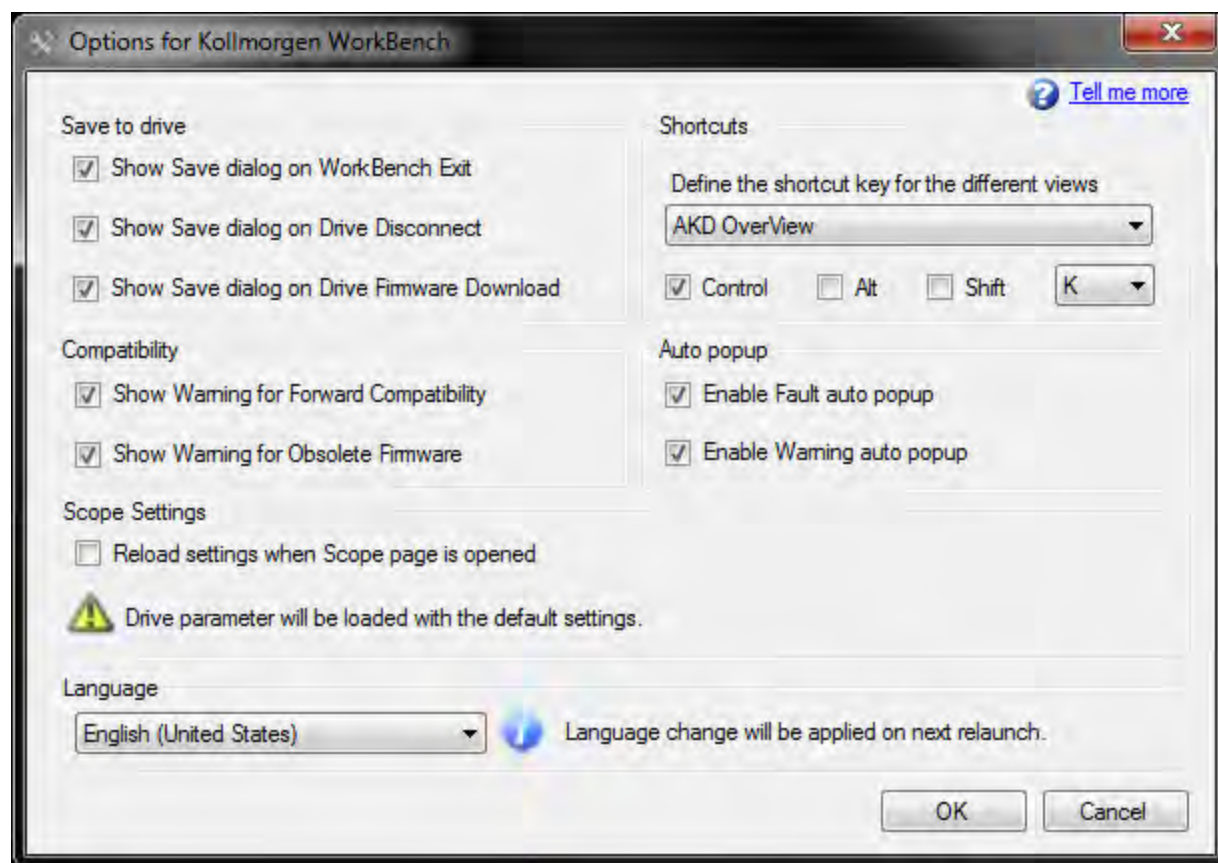 Options for Kollmorgen WorkBench
Tell me more
Save to drive
Show Save dialog on WorkBench Exit
Show Save dialog on Drive Disconnect
Show Save dialog on Drive Firmware Download
Shortcuts
Define the shortcut key for the different views
AKD OverView
Control Alt Shift K
Compatibility
Show Warning for Forward Compatibility
Show Warning for Obsolete Firmware
Auto popup
Enable Fault auto popup
Enable Warning auto popup
Scope Settings
Reload settings when Scope page is opened
Drive parameter will be loaded with the default settings.
Language
English (United States)
Language change will be applied on next relaunch.
OK Cancel